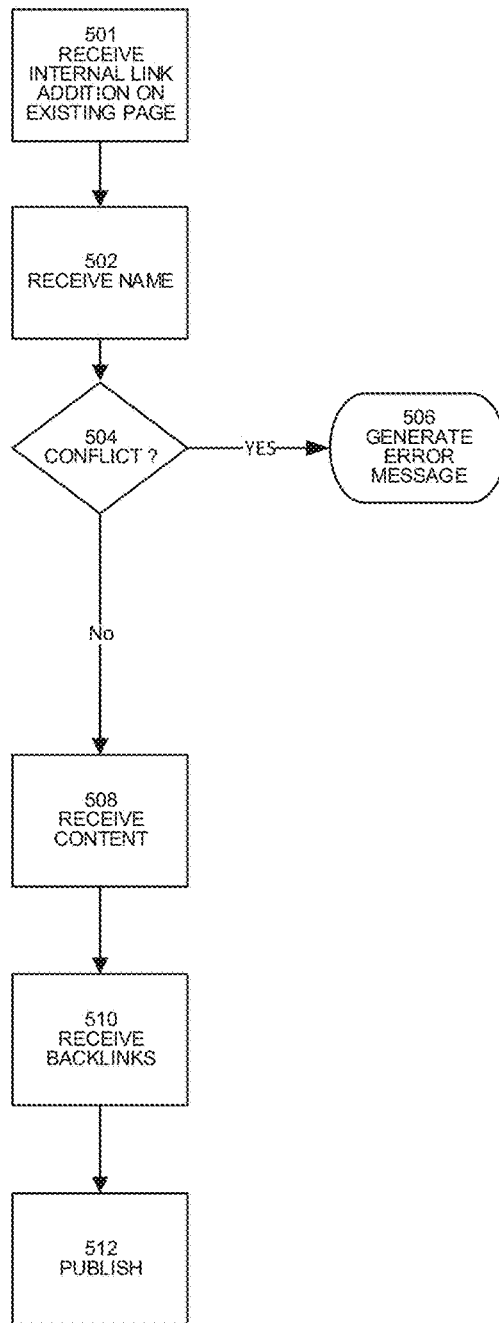 501
RECEIVE
INTERNAL LINK
ADDITION ON
EXISTING PAGE
502
RECEIVE NAME
504
CONFLICT ?
YES
506
GENERATE
ERROR
MESSAGE
No
508
RECEIVE
CONTENT
510
RECEIVE
BACKLINKS
512
PUBLISH